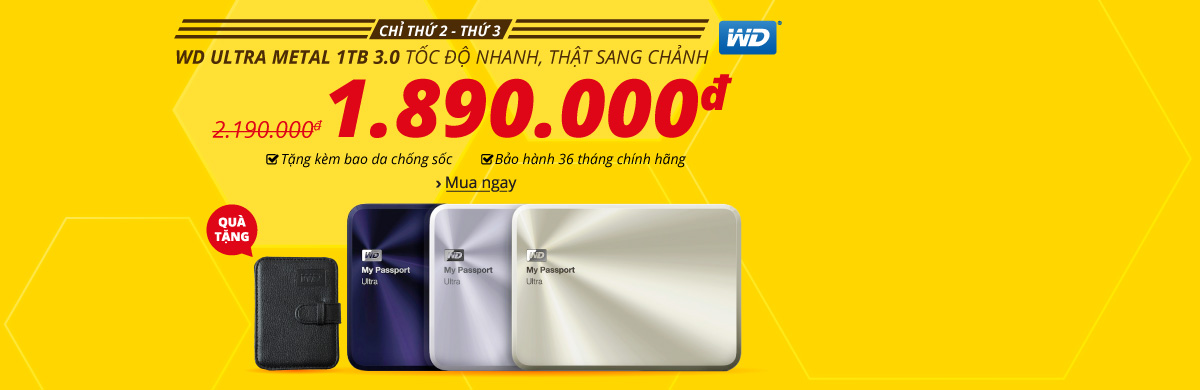 CHỈ THỨ 2 - THỨ 3
WD®
WD ULTRA METAL 1TB 3.0 TỐC ĐỘ NHANH, THẬT SANG CHẢNH
2.190.000đ 1.890.000đ
Tặng kèm bao da chống sốc Bảo hành 36 tháng chính hãng
› Mua ngay
QUÀ
TẶNG
WD
WD
My Passport
Ultra
WD
My Passport
Ultra
WD
My Passport
Ultra